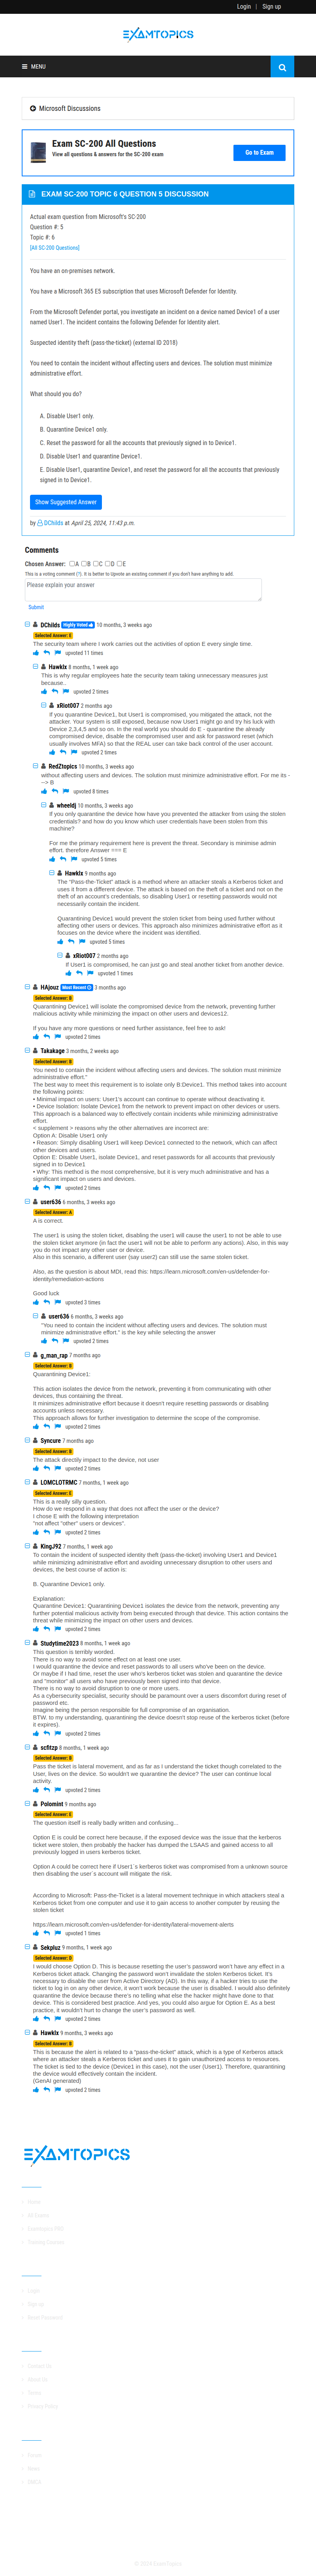 Login | Sign up
EXAMTOPICS
MENU
Microsoft Discussions
Exam SC-200 All Questions
View all questions & answers for the SC-200 exam
Go to Exam
EXAM SC-200 TOPIC 6 QUESTION 5 DISCUSSION
Actual exam question from Microsoft's SC-200
Question #: 5
Topic #: 6
[All SC-200 Questions]
You have an on-premises network.
You have a Microsoft 365 E5 subscription that uses Microsoft Defender for Identity.
From the Microsoft Defender portal, you investigate an incident on a device named Device1 of a user
named User1. The incident contains the following Defender for Identity alert.
Suspected identity theft (pass-the-ticket) (external ID 2018)
You need to contain the incident without affecting users and devices. The solution must minimize
administrative effort.
What should you do?
A. Disable User1 only.
B. Quarantine Device1 only.
C. Reset the password for all the accounts that previously signed in to Device1.
D. Disable User1 and quarantine Device1.
E. Disable User1, quarantine Device1, and reset the password for all the accounts that previously
signed in to Device1.
Show Suggested Answer
by DChilds at April 25, 2024, 11:43 p.m.
Comments
Chosen Answer: A B C D E
This is a voting comment (?). It is better to Upvote an existing comment if you don't have anything to add.
Please explain your answer
Submit
DChilds Highly Voted 10 months, 3 weeks ago
Selected Answer: E
The security team where I work carries out the activities of option E every single time.
upvoted 11 times
Hawklx 8 months, 1 week ago
This is why regular employees hate the security team taking unnecessary measures just
because..
upvoted 2 times
xRiot007 2 months ago
If you quarantine Device1, but User1 is compromised, you mitigated the attack. not the
attacker. Your system is still exposed, because now User1 might go and try his luck with
Device 2,3,4,5 and so on. In the real world you should do E - quarantine the already
compromised device, disable the compromised user and ask for a password reset (which
usually involves MFA) so that the REAL user can take back control of the user account.
upvoted 2 times
RedZtopics 10 months, 3 weeks ago
without affecting users and devices. The solution must minimize administrative effort. For me its -
--> B
upvoted 8 times
wheeldj 10 months, 3 weeks ago
If you only quarantine the device how have you prevented the attacker from using the stolen
credentials? and how do you know which user credentials have been stolen from this
machine?
For me the primary requirement here is prevent the threat. Secondary is minimise admin
effort. therefore Answer === E
upvoted 5 times
Hawklx 9 months ago
The "Pass-the-Ticket" attack is a method where an attacker steals a Kerberos ticket and
uses it from a different device. The attack is based on the theft of a ticket and not on the
theft of an account's credentials, so disabling User1 or resetting passwords would not
necessarily contain the incident.
Quarantining Device1 would prevent the stolen ticket from being used further without
affecting other users or devices. This approach also minimizes administrative effort as it
focuses on the device where the incident was identified.
upvoted 5 times
xRiot007 2 months ago
If User1 is compromised, he can just go and steal another ticket from another device.
upvoted 1 times
HAjouz Most Recent 3 months ago
Selected Answer: B
Quarantining Device1 will isolate the compromised device from the network, preventing further
malicious activity while minimizing the impact on other users and devices12.
If you have any more questions or need further assistance, feel free to ask!
upvoted 2 times
Takakage 3 months, 2 weeks ago
Selected Answer: B
You need to contain the incident without affecting users and devices. The solution must minimize
administrative effort."
The best way to meet this requirement is to isolate only B:Device1. This method takes into account
the following points:
• Minimal impact on users: User1's account can continue to operate without deactivating it.
• Device Isolation: Isolate Device1 from the network to prevent impact on other devices or users.
This approach is a balanced way to effectively contain incidents while minimizing administrative
effort.
< supplement > reasons why the other alternatives are incorrect are:
Option A: Disable User1 only
• Reason: Simply disabling User1 will keep Device1 connected to the network, which can affect
other devices and users.
Option E: Disable User1, isolate Device1, and reset passwords for all accounts that previously
signed in to Device1
• Why: This method is the most comprehensive, but it is very much administrative and has a
significant impact on users and devices.
upvoted 2 times
user636 6 months, 3 weeks ago
Selected Answer: A
A is correct.
The user1 is using the stolen ticket, disabling the user1 will cause the user1 to not be able to use
the stolen ticket anymore (in fact the user1 will not be able to perform any actions). Also, in this way
you do not impact any other user or device.
Also in this scenario, a different user (say user2) can still use the same stolen ticket.
Also, as the question is about MDI, read this: https://learn.microsoft.com/en-us/defender-for-
identity/remediation-actions
Good luck
upvoted 3 times
user636 6 months, 3 weeks ago
"You need to contain the incident without affecting users and devices. The solution must
minimize administrative effort." is the key while selecting the answer
upvoted 2 times
g_man_rap 7 months ago
Selected Answer: B
Quarantining Device1:
This action isolates the device from the network, preventing it from communicating with other
devices, thus containing the threat.
It minimizes administrative effort because it doesn't require resetting passwords or disabling
accounts unless necessary.
This approach allows for further investigation to determine the scope of the compromise.
upvoted 2 times
Syncure 7 months ago
Selected Answer: B
The attack directlly impact to the device, not user
upvoted 2 times
LOMCLOTRMC 7 months, 1 week ago
Selected Answer: E
This is a really silly question.
How do we respond in a way that does not affect the user or the device?
I chose E with the following interpretation
"not affect "other" users or devices".
upvoted 2 times
KingJ92 7 months, 1 week ago
To contain the incident of suspected identity theft (pass-the-ticket) involving User1 and Device1
while minimizing administrative effort and avoiding unnecessary disruption to other users and
devices, the best course of action is:
B. Quarantine Device1 only.
Explanation:
Quarantine Device1: Quarantining Device1 isolates the device from the network, preventing any
further potential malicious activity from being executed through that device. This action contains the
threat while minimizing the impact on other users and devices.
upvoted 2 times
Studytime2023 8 months, 1 week ago
This question is terribly worded.
There is no way to avoid some effect on at least one user.
I would quarantine the device and reset passwords to all users who've been on the device.
Or maybe if I had time, reset the user who's kerberos ticket was stolen and quarantine the device
and "monitor" all users who have previously been signed into that device.
There is no way to avoid disruption to one or more users.
As a cybersecurity specialist, security should be paramount over a users discomfort during reset of
password etc.
Imagine being the person responsible for full compromise of an organisation.
BTW. to my understanding, quarantining the device doesn't stop reuse of the kerberos ticket (before
it expires).
upvoted 2 times
scfitzp 8 months, 1 week ago
Selected Answer: B
Pass the ticket is lateral movement, and as far as I understand the ticket though correlated to the
User, lives on the device. So wouldn't we quarantine the device? The user can continue local
activity.
upvoted 2 times
Polomint 9 months ago
Selected Answer: E
The question itself is really badly written and confusing...
Option E could be correct here because, if the exposed device was the issue that the kerberos
ticket were stolen, then probably the hacker has dumped the LSAAS and gained access to all
previously logged in users kerberos ticket.
Option A could be correct here if User1`s kerberos ticket was compromised from a unknown source
then disabling the user`s account will mitigate the risk.
According to Microsoft: Pass-the-Ticket is a lateral movement technique in which attackers steal a
Kerberos ticket from one computer and use it to gain access to another computer by reusing the
stolen ticket
https://learn.microsoft.com/en-us/defender-for-identity/lateral-movement-alerts
upvoted 1 times
Sekpluz 9 months, 1 week ago
Selected Answer: D
I would choose Option D. This is because resetting the user's password won't have any effect in a
Kerberos ticket attack. Changing the password won't invalidate the stolen Kerberos ticket. It's
necessary to disable the user from Active Directory (AD). In this way, if a hacker tries to use the
ticket to log in on any other device, it won't work because the user is disabled. I would also definitely
quarantine the computer because there's no telling what else the hacker might have done to the
device. This is considered best practice. And yes, you could also argue for Option E. As a best
practice, it wouldn't hurt to change the user's password as well.
upvoted 2 times
Hawklx 9 months, 3 weeks ago
Selected Answer: B
This is because the alert is related to a “pass-the-ticket” attack, which is a type of Kerberos attack
where an attacker steals a Kerberos ticket and uses it to gain unauthorized access to resources.
The ticket is tied to the device (Device1 in this case), not the user (User1). Therefore, quarantining
the device would effectively contain the incident.
(GenAI generated)
upvoted 2 times
EXAMTOPICS